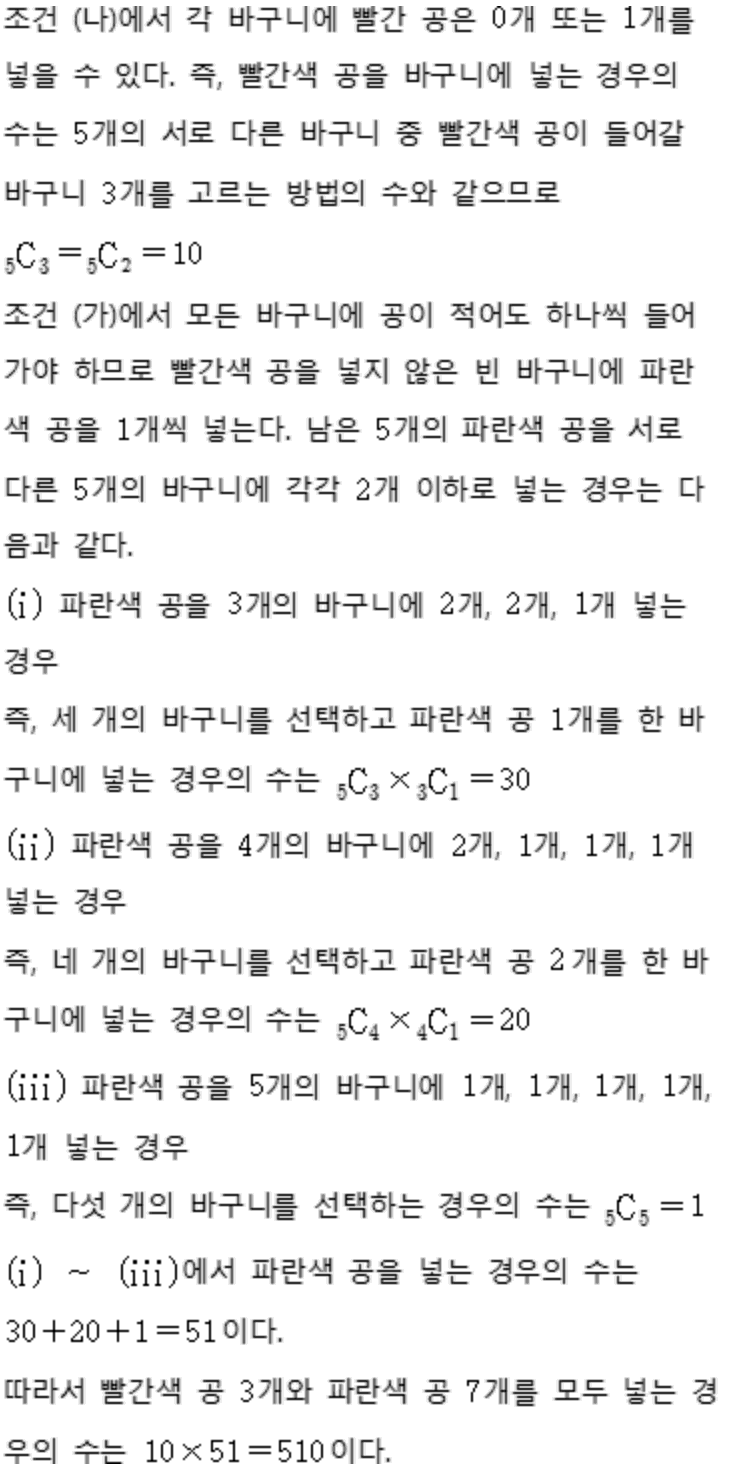 조건 (나)에서 각 바구니에 빨간 공은 0개 또는 1개를
넣을 수 있다. 즉, 빨간색 공을 바구니에 넣는 경우의
수는 5개의 서로 다른 바구니 중 빨간색 공이 들어갈
바구니 3개를 고르는 방법의 수와 같으므로
₅C₃=₅C₂=10
조건 (가)에서 모든 바구니에 공이 적어도 하나씩 들어
가야 하므로 빨간색 공을 넣지 않은 빈 바구니에 파란
색 공을 1개씩 넣는다. 남은 5개의 파란색 공을 서로
다른 5개의 바구니에 각각 2개 이하로 넣는 경우는 다
음과 같다.
(i) 파란색 공을 3개의 바구니에 2개, 2개, 1개 넣는
경우
즉, 세 개의 바구니를 선택하고 파란색 공 1개를 한 바
구니에 넣는 경우의 수는 ₅C₃×₃C₁=30
(ii) 파란색 공을 4개의 바구니에 2개, 1개, 1개, 1개
넣는 경우
즉, 네 개의 바구니를 선택하고 파란색 공 2개를 한 바
구니에 넣는 경우의 수는 ₅C₄×₄C₁=20
(iii) 파란색 공을 5개의 바구니에 1개, 1개, 1개, 1개,
1개 넣는 경우
즉, 다섯 개의 바구니를 선택하는 경우의 수는 ₅C₅=1
(i) ~ (iii)에서 파란색 공을 넣는 경우의 수는
30+20+1=51이다.
따라서 빨간색 공 3개와 파란색 공 7개를 모두 넣는 경
우의 수는 10×51=510이다.